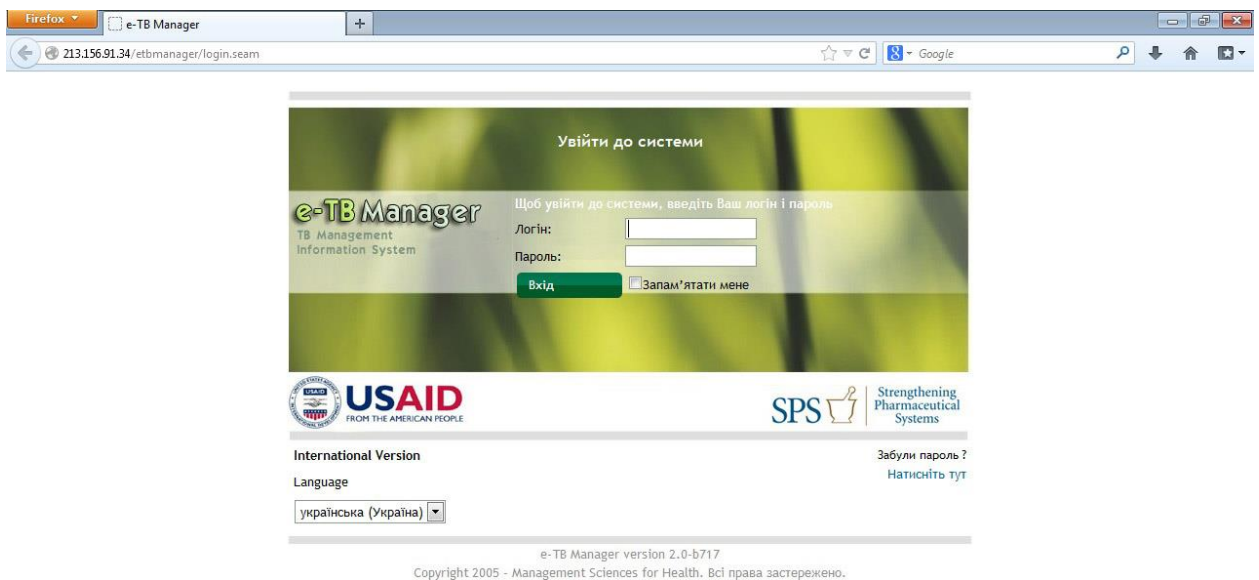 Firefox
e-TB Manager
213.156.91.34/etbmanager/login.seam
Google
Увійти до системи
e-TB Manager
TB Management
Information System
Щоб увійти до системи, введіть Ваш логін і пароль
Логін:
Пароль:
Вхід
Запам'ятати мене
USAID
USAID
FROM THE AMERICAN PEOPLE
SPS
Strengthening
Pharmaceutical
Systems
International Version
Забули пароль ?
Language
Натисніть тут
українська (Україна)
e-TB Manager version 2.0-b717
Copyright 2005 - Management Sciences for Health. Всі права застережено.